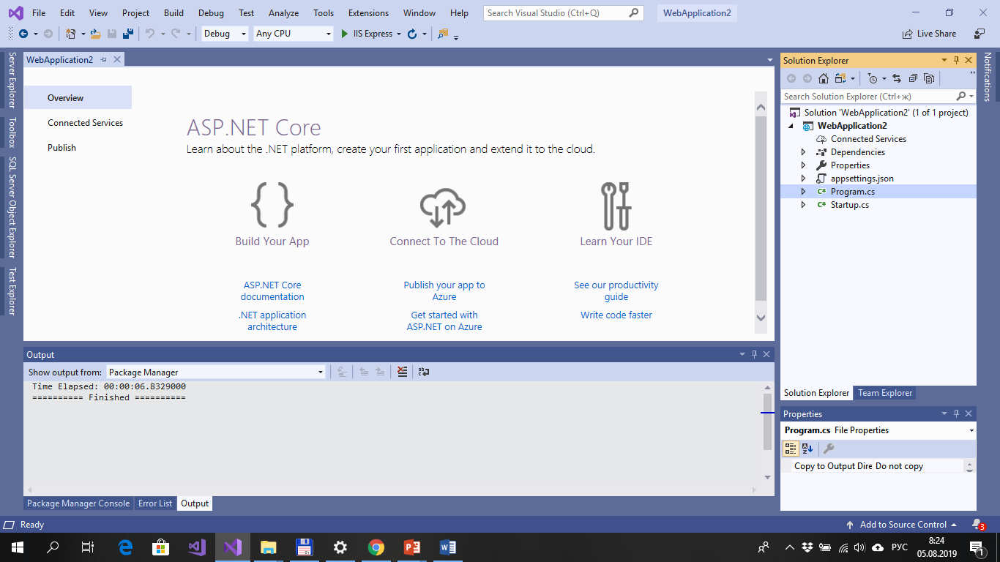 File Edit View Project Build Debug Test Analyze Tools Extensions Window Help Search Visual Studio (Ctrl+Q) WebApplication2
Debug Any CPU IIS Express Live Share
Server Explorer
Toolbox
SQL Server Object Explorer
Test Explorer
WebApplication2
Overview
Connected Services
Publish
ASP.NET Core
Learn about the .NET platform, create your first application and extend it to the cloud.
Build Your App
Connect To The Cloud
Learn Your IDE
ASP.NET Core
documentation
.NET application
architecture
Publish your app to
Azure
Get started with
ASP.NET on Azure
See our productivity
guide
Write code faster
Output
Show output from: Package Manager
Time Elapsed: 00:00:06.8329000
========== Finished ==========
Package Manager Console Error List Output
Solution Explorer
Search Solution Explorer (Ctrl+ж)
Solution 'WebApplication2' (1 of 1 project)
WebApplication2
Connected Services
Dependencies
Properties
appsettings.json
C# Program.cs
C# Startup.cs
Solution Explorer Team Explorer
Properties
Program.cs File Properties
Copy to Output Dire Do not copy
Notifications
Ready Add to Source Control 3
РУС
8:24
05.08.2019
1